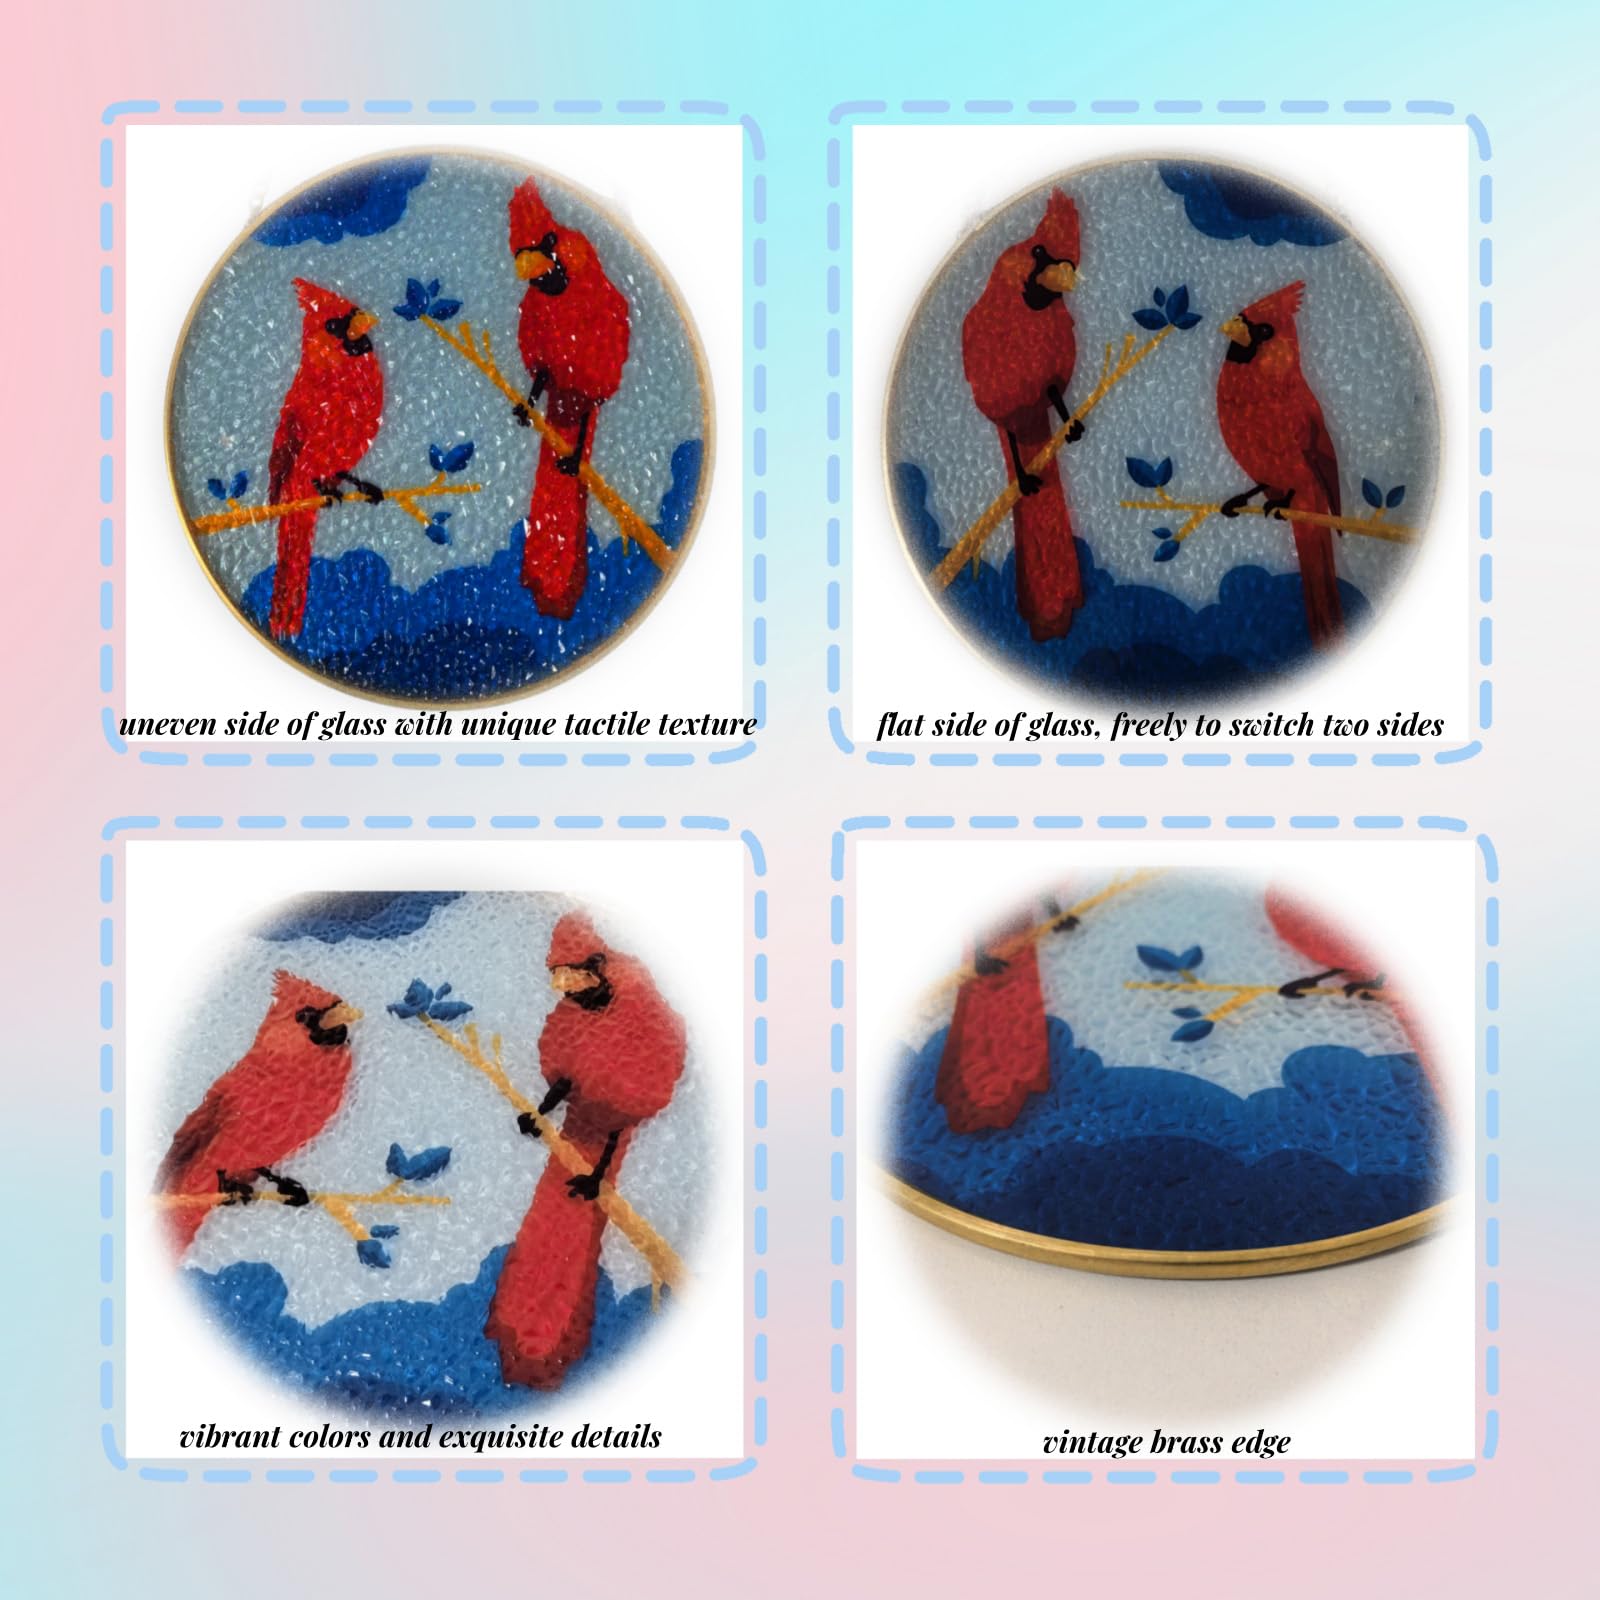 uneven side of glass with unique tactile texture
flat side of glass, freely to switch two sides
vibrant colors and exquisite details
vintage brass edge